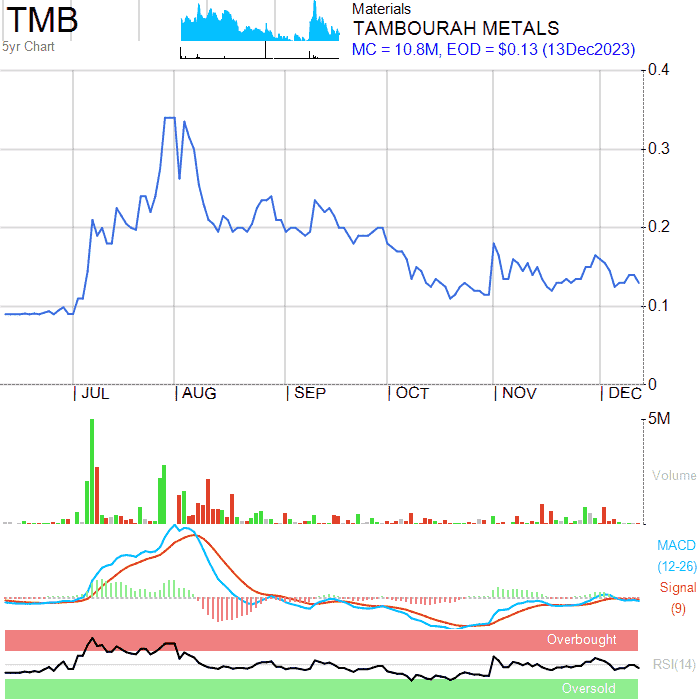 TMB
5yr Chart
Materials
TAMBOURAH METALS
MC = 10.8M, EOD = $0.13 (13Dec2023)
0.4
0.3
0.2
0.1
0
JUL AUG SEP OCT NOV DEC
5M
Volume
MACD
(12-26)
Signal
(9)
Overbought
RSI(14)
Oversold